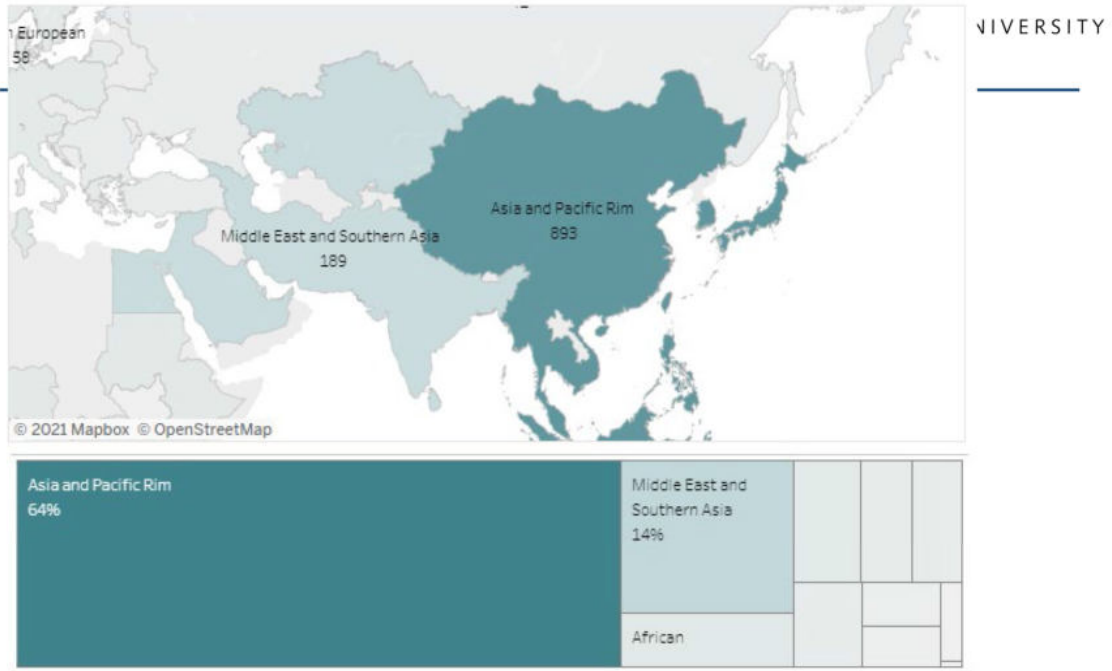 n European
58
NIVERSITY
Asia and Pacific Rim
893
Middle East and Southern Asia
189
© 2021 Mapbox © OpenStreetMap
Asia and Pacific Rim
64%
Middle East and
Southern Asia
14%
African